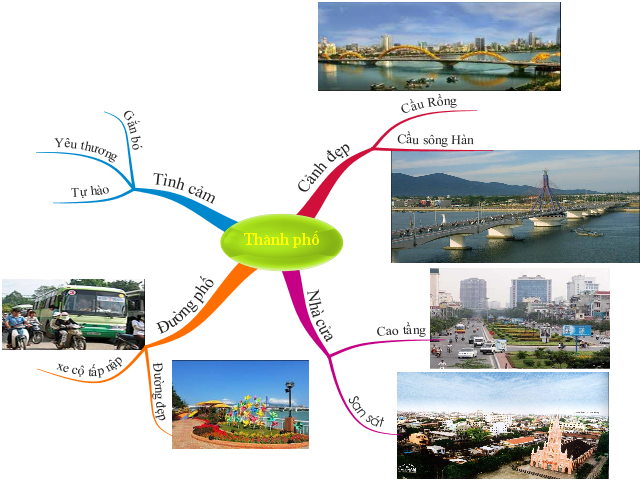 Thành phố
Cảnh đẹp
Cầu Rồng
Cầu sông Hàn
Nhà cửa
Cao tầng
San sát
Đường phố
xe cộ tấp nập
Đường đẹp
Tình cảm
Gắn bó
Yêu thương
Tự hào